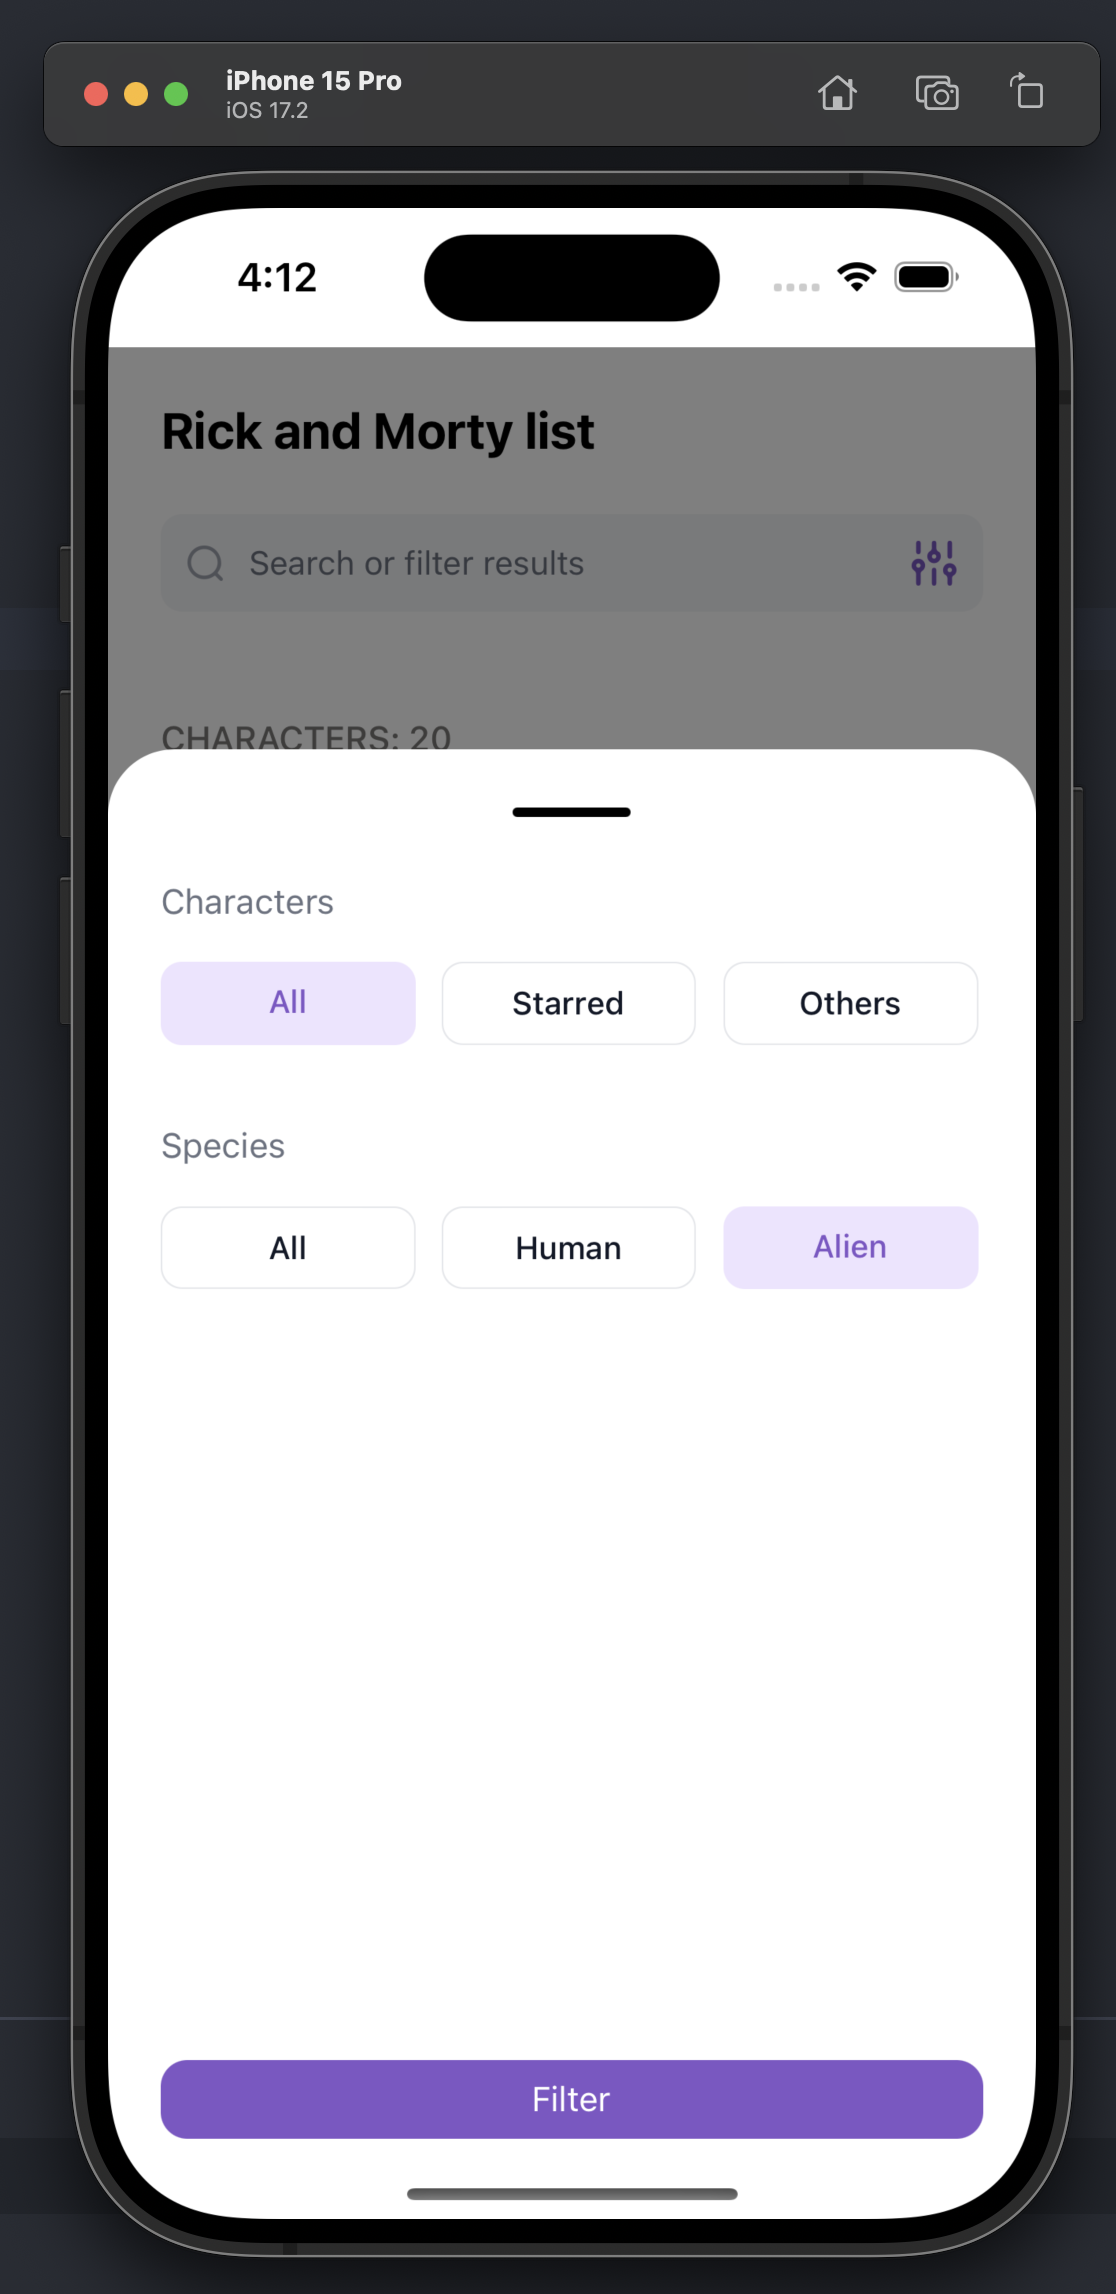 iPhone 15 Pro
iOS 17.2
4:12
Rick and Morty list
Search or filter results
CHARACTERS: 20
Characters
All Starred Others
Species
All Human Alien
Filter